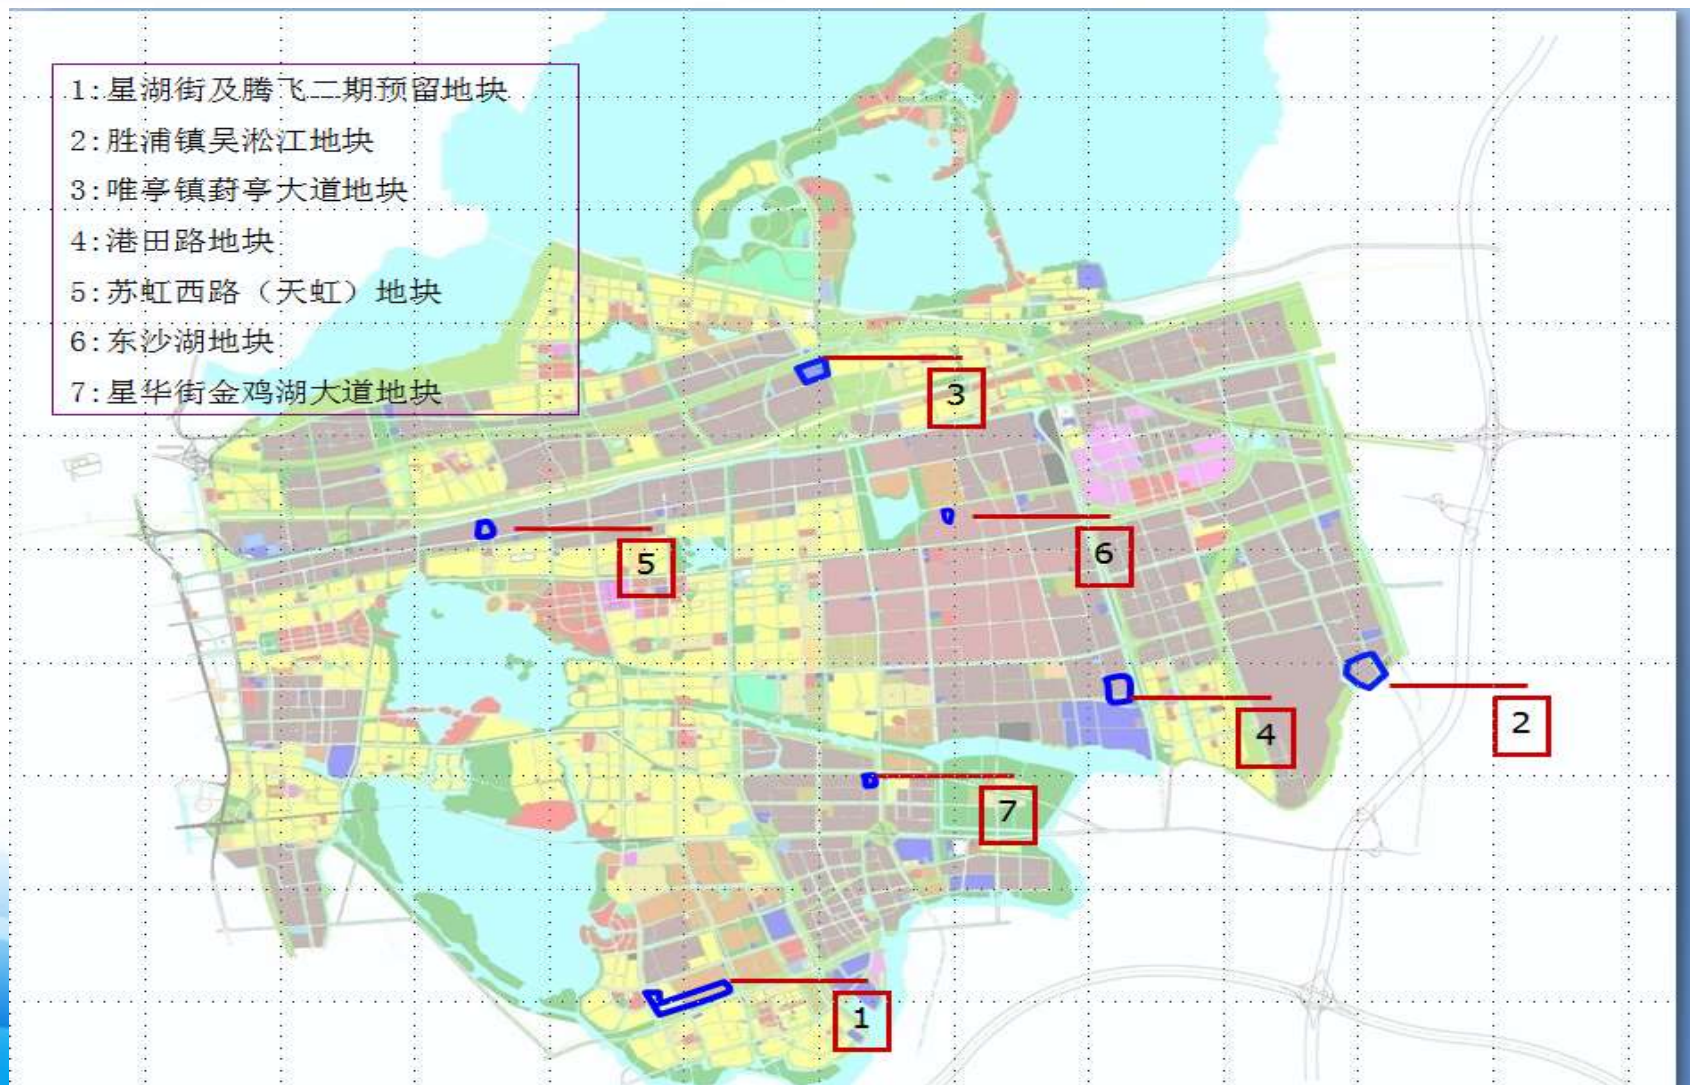 1:星湖街及腾飞二期预留地块
2:胜浦镇吴淞江地块
3:唯亭镇葑亭大道地块
4:港田路地块
5:苏虹西路（天虹）地块
6:东沙湖地块
7:星华街金鸡湖大道地块
3
5
6
2
4
7
1